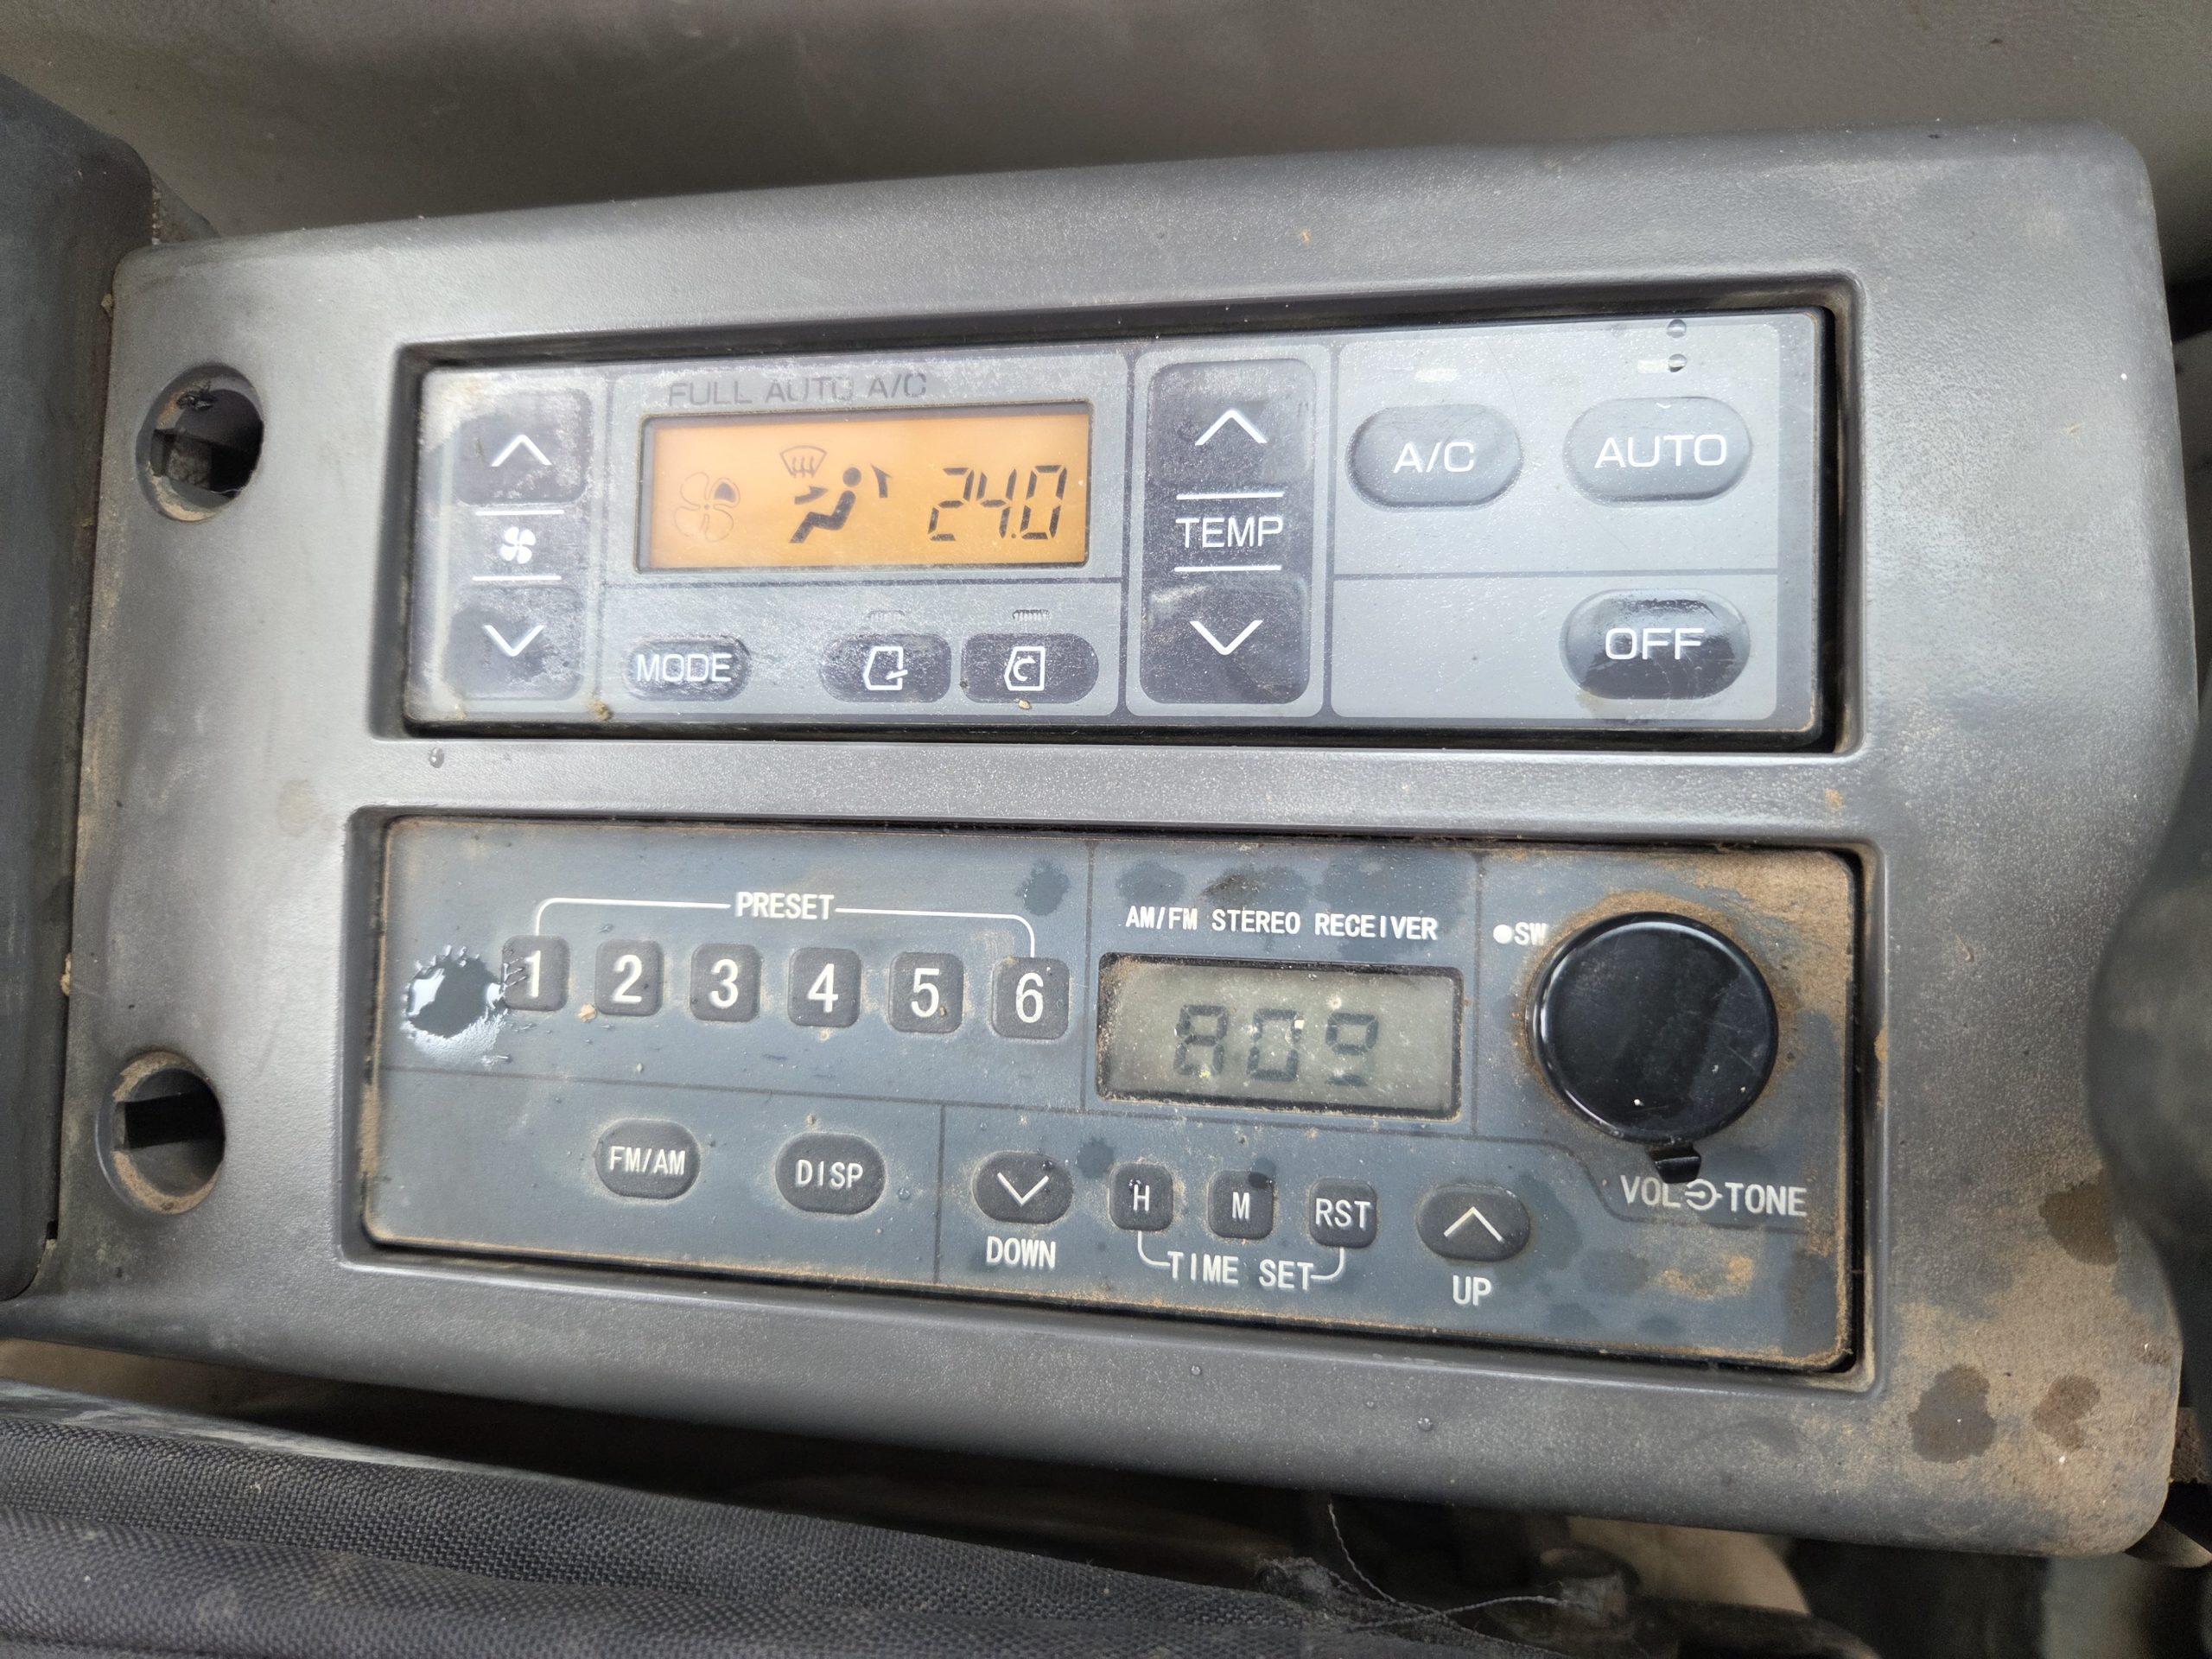 FULL AUTO A/C
24.0
TEMP
A/C
AUTO
MODE
OFF
PRESET
1 2 3 4 5 6
AM/FM STEREO RECEIVER
SW
FM/AM
DISP
H
M
RST
DOWN
TIME SET
UP
VOL TONE